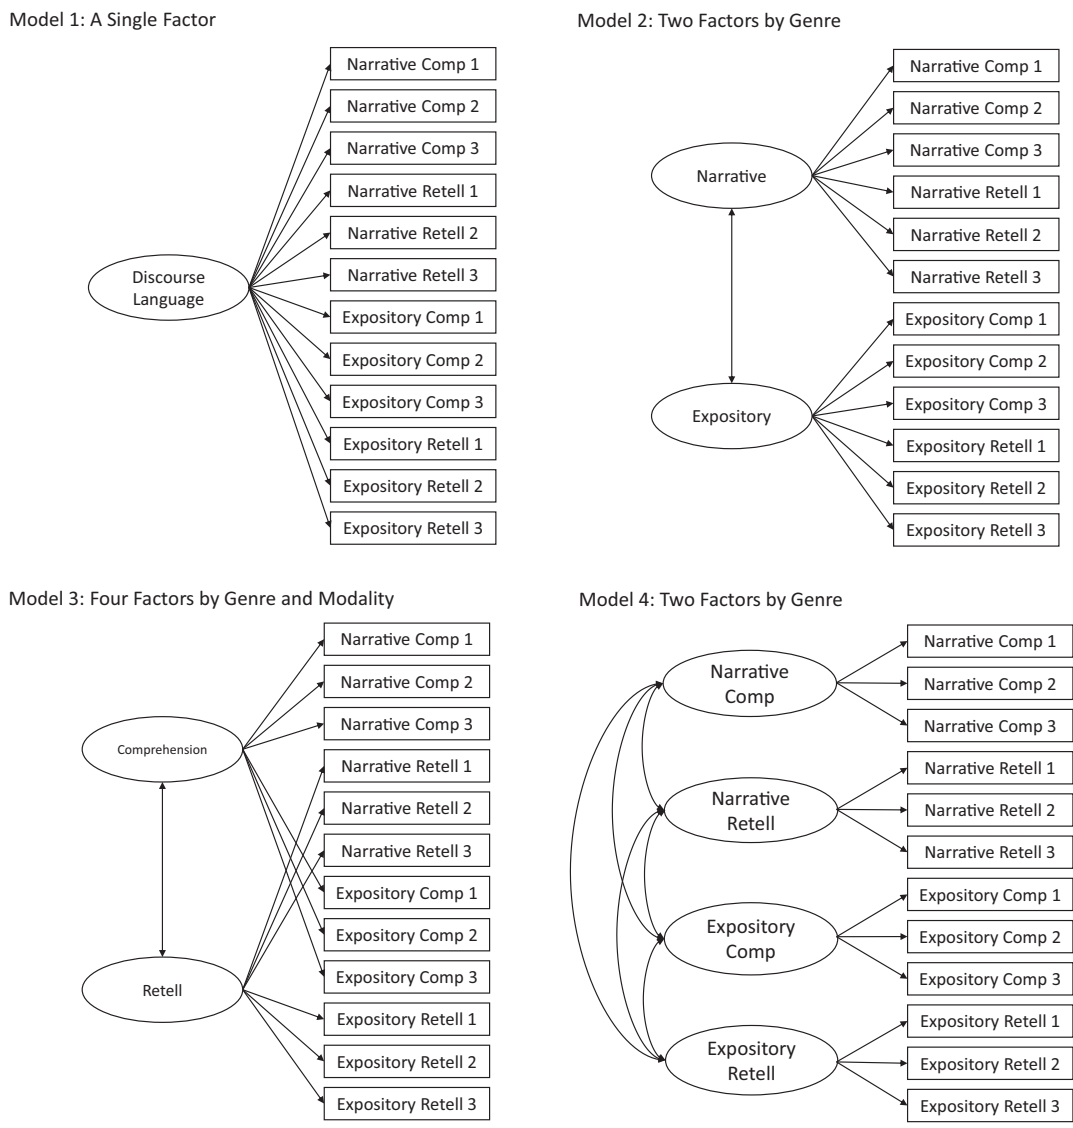 Model 1: A Single Factor
Discourse
Language
Narrative Comp 1
Narrative Comp 2
Narrative Comp 3
Narrative Retell 1
Narrative Retell 2
Narrative Retell 3
Expository Comp 1
Expository Comp 2
Expository Comp 3
Expository Retell 1
Expository Retell 2
Expository Retell 3
Model 2: Two Factors by Genre
Narrative
Expository
Narrative Comp 1
Narrative Comp 2
Narrative Comp 3
Narrative Retell 1
Narrative Retell 2
Narrative Retell 3
Expository Comp 1
Expository Comp 2
Expository Comp 3
Expository Retell 1
Expository Retell 2
Expository Retell 3
Model 3: Four Factors by Genre and Modality
Comprehension
Retell
Narrative Comp 1
Narrative Comp 2
Narrative Comp 3
Narrative Retell 1
Narrative Retell 2
Narrative Retell 3
Expository Comp 1
Expository Comp 2
Expository Comp 3
Expository Retell 1
Expository Retell 2
Expository Retell 3
Model 4: Two Factors by Genre
Narrative
Comp
Narrative
Retell
Expository
Comp
Expository
Retell
Narrative Comp 1
Narrative Comp 2
Narrative Comp 3
Narrative Retell 1
Narrative Retell 2
Narrative Retell 3
Expository Comp 1
Expository Comp 2
Expository Comp 3
Expository Retell 1
Expository Retell 2
Expository Retell 3